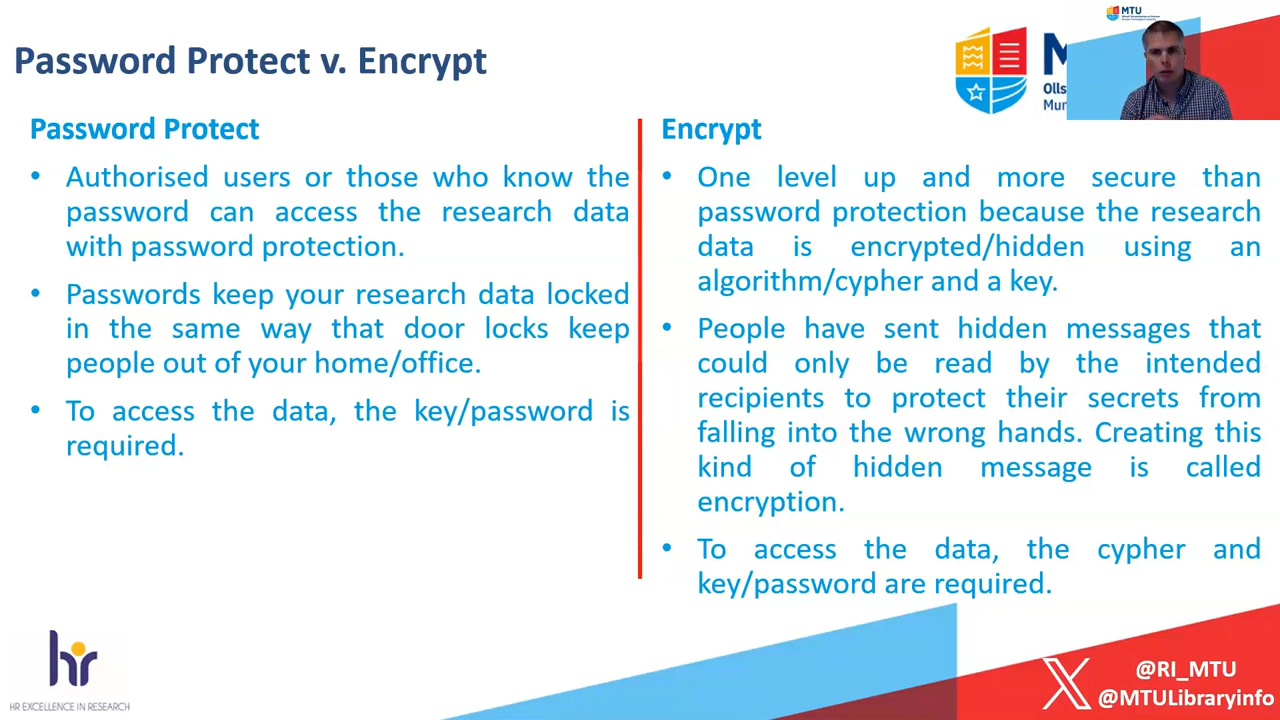 MTU
Password Protect v. Encrypt
Olls
Mur
Password Protect
• Authorised users or those who know the
password can access the research data
with password protection.
• Passwords keep your research data locked
in the same way that door locks keep
people out of your home/office.
• To access the data, the key/password is
required.
Encrypt
• One level up and more secure than
password protection because the research
data is encrypted/hidden using an
algorithm/cypher and a key.
• People have sent hidden messages that
could only be read by the intended
recipients to protect their secrets from
falling into the wrong hands. Creating this
kind of hidden message is called
encryption.
• To access the data, the cypher and
key/password are required.
hr
HR EXCELLENCE IN RESEARCH
@RI_MTU
@MTULibraryinfo